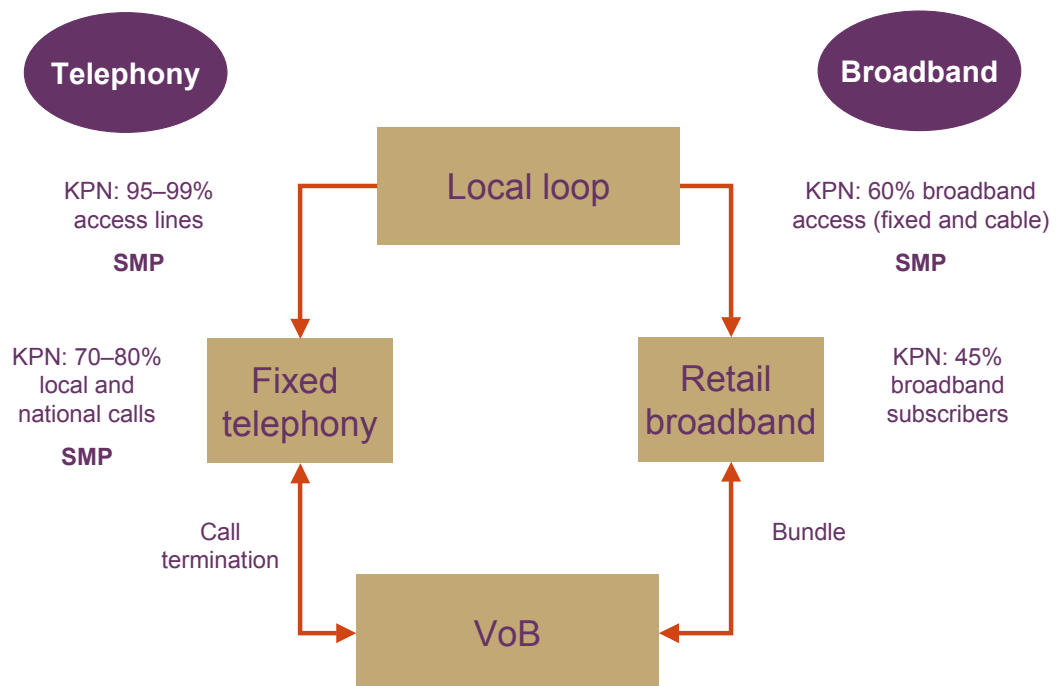 Telephony
Broadband
Local loop
KPN: 95–99%
access lines
SMP
KPN: 60% broadband
access (fixed and cable)
SMP
KPN: 70–80%
local and
national calls
SMP
Fixed
telephony
Retail
broadband
KPN: 45%
broadband
subscribers
Call
termination
Bundle
VoB